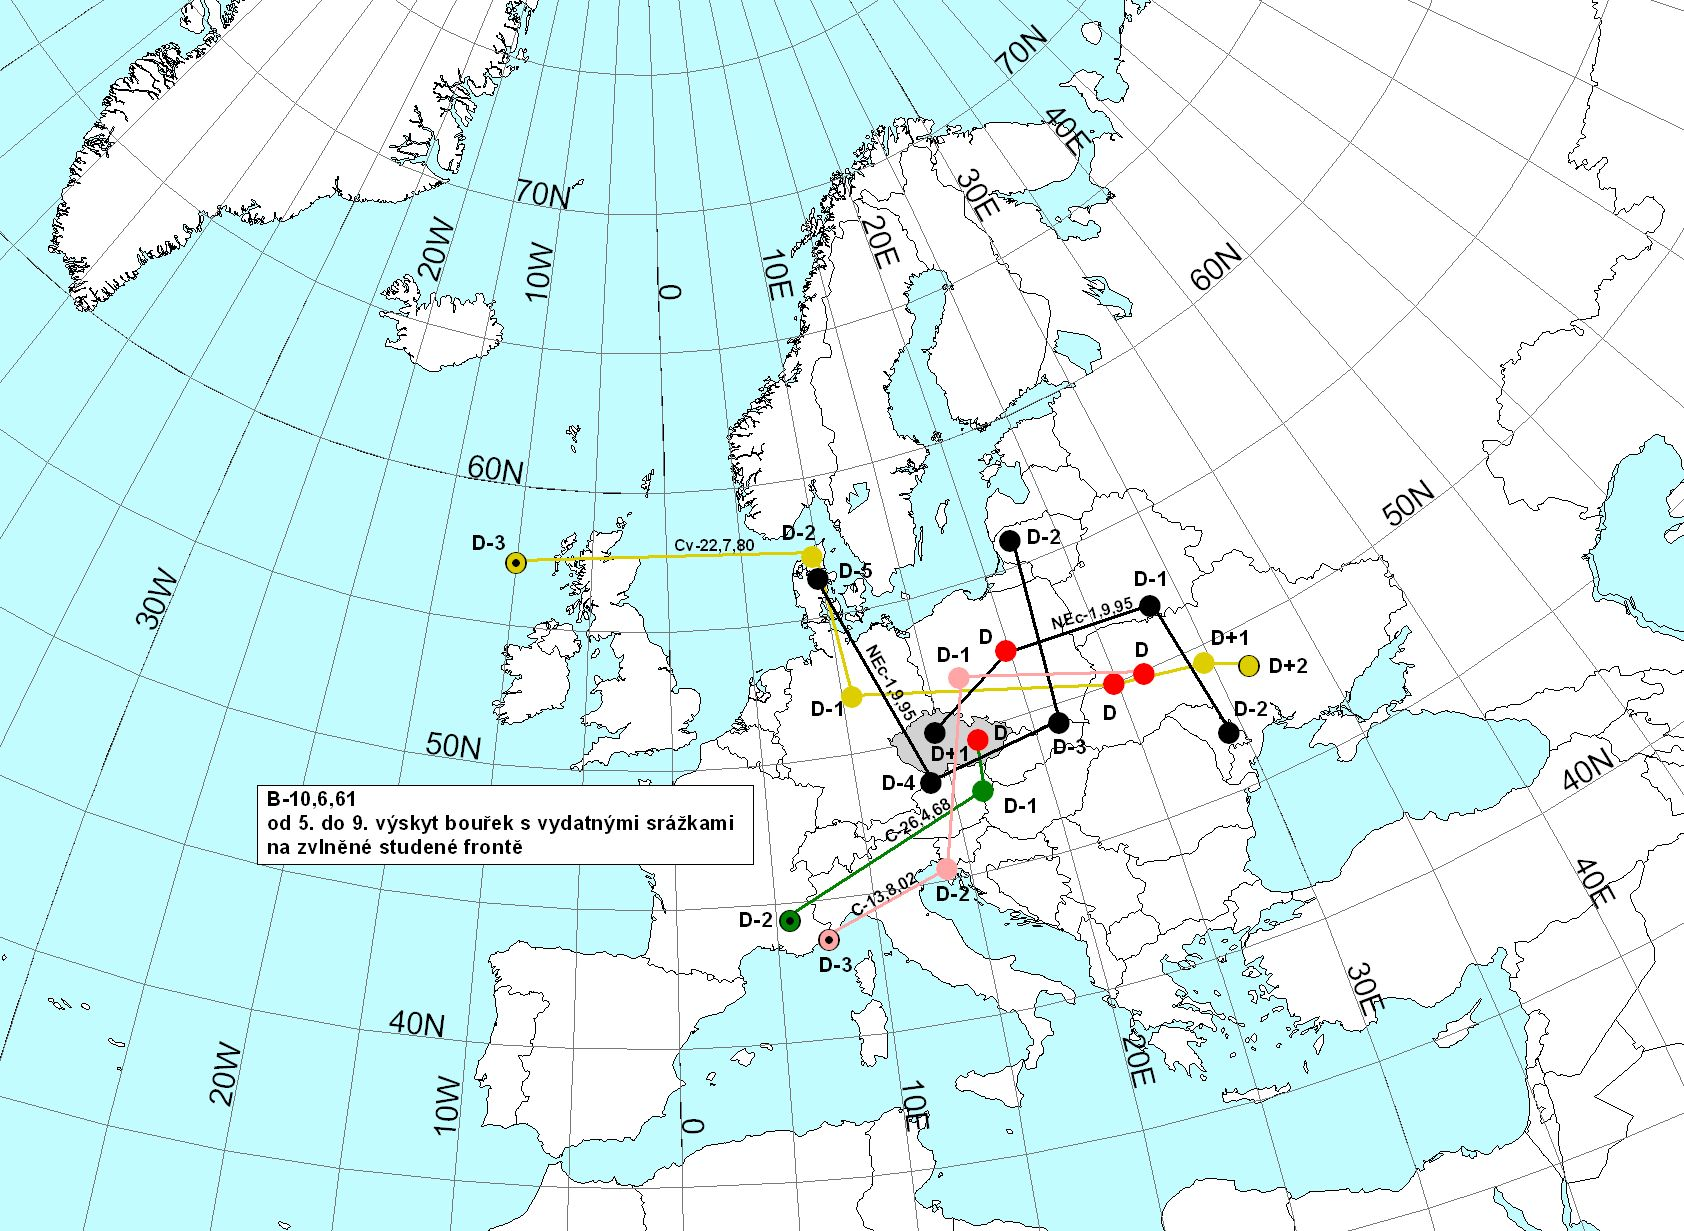 70N
40E
30E
70N
20W
10W
0
10E
20E
60N
60N
50N
D-3
Cv-22,7,80
D-2
D-5
D-2
30W
D-1
NEc-1,9,95
D
D-1
NEc-1,9,95
D
D+1
D+2
D-1
D
D-2
50N
D
D+1
D-3
D-4
40N
B-10,6,61
od 5. do 9. výskyt bouřek s vydatnými srážkami
na zvlněné studené frontě
D-1
C-26,4,68
C-13,8,02
D-2
D-2
D-3
40E
30E
40N
20W
10W
0
10E
20E